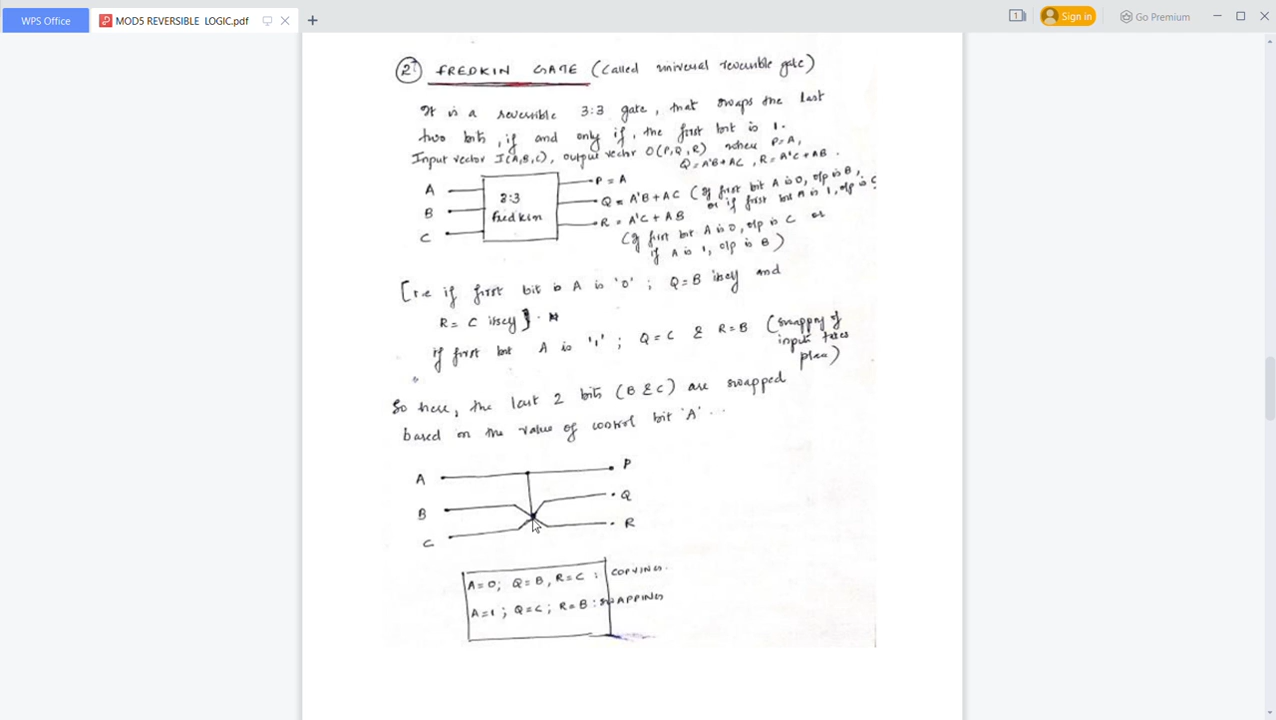 WPS Office
MOD5 REVERSIBLE LOGIC.pdf
1
Sign in
Go Premium
2 FREDKIN GATE (Called universal reversible gate)
It is a reversible 3:3 gate, that swaps the last
two bits, if and only if, the first bit is 1.
Input vector I(A,B,C), output vector O(P,Q,R) where P=A,
Q=A'B+AC, R=A'C+AB.
A
B
C
3:3
fredkin
P = A
Q = A'B+AC (If first bit A is 0, o/p is B,
or if first bit A is 1, o/p is C
R = A'C + AB
(If first bit A is 0, o/p is C or
if A is 1, o/p is B)
[i.e if first bit is A is '0' ; Q=B itself and
R= C itself] .
if first bit A is '1' ; Q=C & R=B (swapping of
input takes
place)
So here, the last 2 bits (B & C) are swapped
based on the value of control bit 'A' ...
A P
B Q
C R
A=0; Q=B, R=C : COPYING.
A=1 ; Q=C ; R=B : SWAPPING